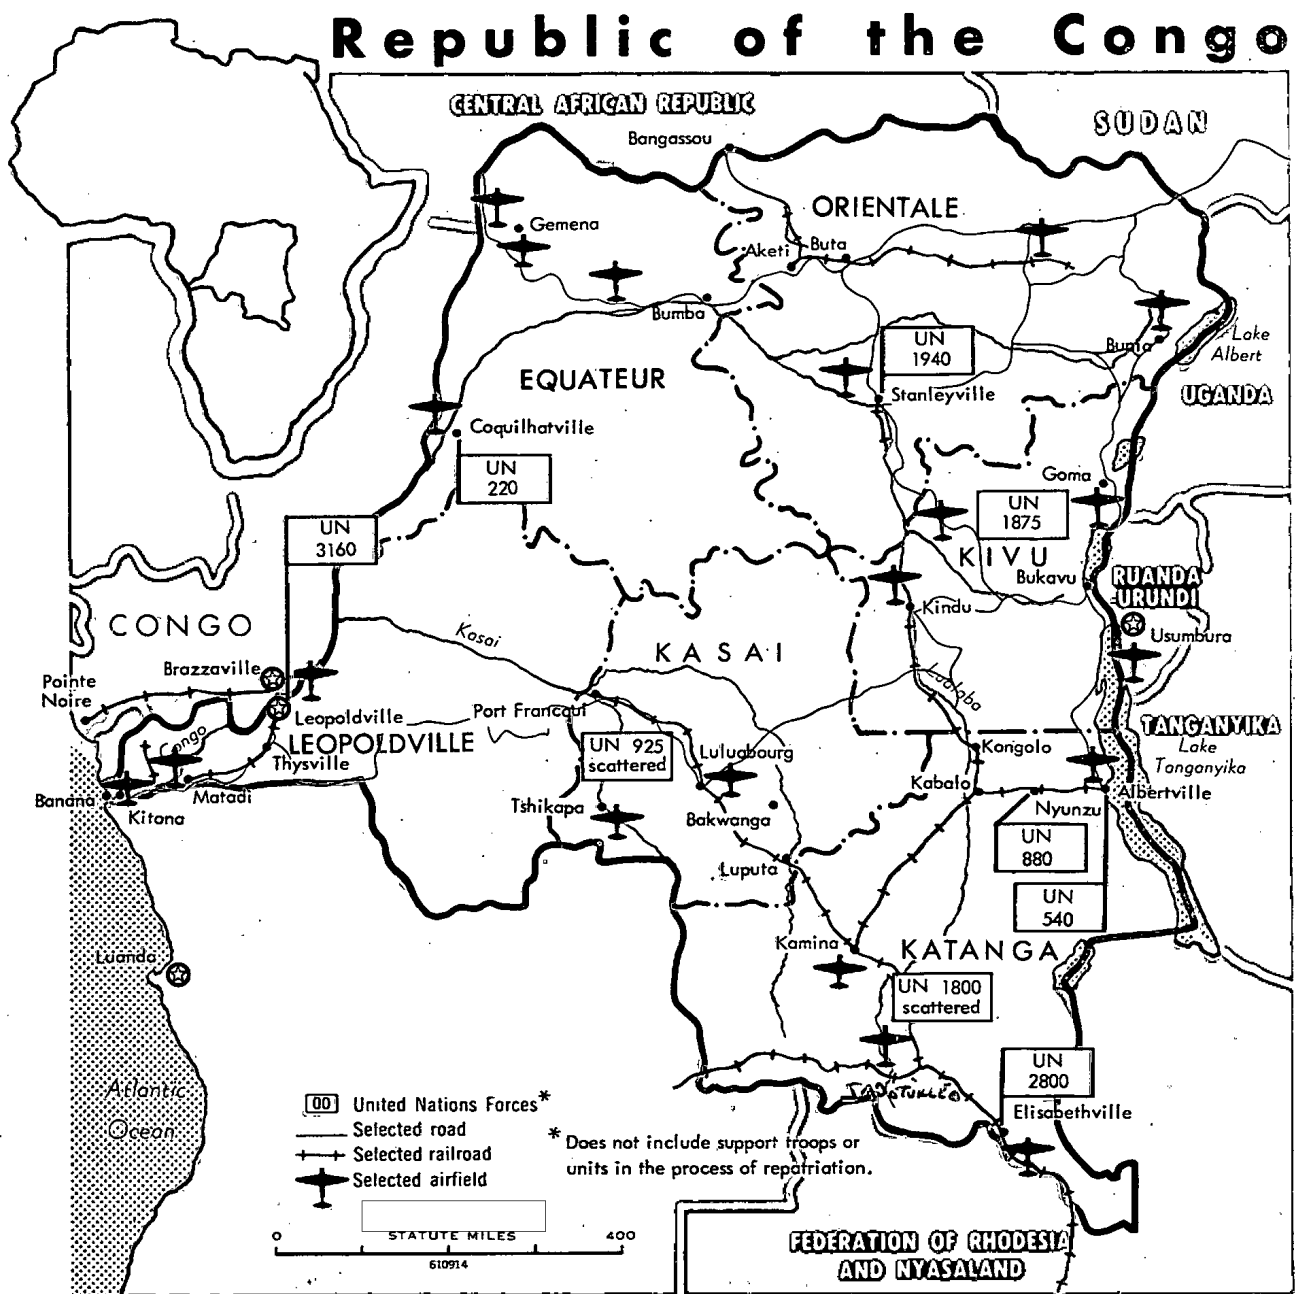 Republic of the Congo
CENTRAL AFRICAN REPUBLIC
SUDAN
Bangassou
ORIENTALE
Gemena
Aketi
Buta
Bumba
Bunia
Lake
Albert
UN
1940
EQUATEUR
Stanleyville
UGANDA
Coquilhatville
UN
220
Goma
UN
1875
UN
3160
KIVU
Bukavu
RUANDA
URUNDI
Usumbura
CONGO
Kindu
Kasai
KASAI
Brazzaville
Pointe
Noire
Lualaba
Leopoldville
Port Francqui
LEOPOLDVILLE
Congo
Thysville
UN 925
scattered
Luluabourg
Kongolo
TANGANYIKA
Lake
Tanganyika
Kabalo
Albertville
Banana
Matadi
Kitona
Tshikapa
Bakwanga
Nyunzu
UN
880
Luputa
UN
540
Kamina
KATANGA
Luanda
UN 1800
scattered
UN
2800
Elisabethville
Atlantic
Ocean
00 United Nations Forces*
Selected road
Selected railroad
Selected airfield
* Does not include support troops or
units in the process of repatriation.
0 STATUTE MILES 400
610914
FEDERATION OF RHODESIA
AND NYASALAND